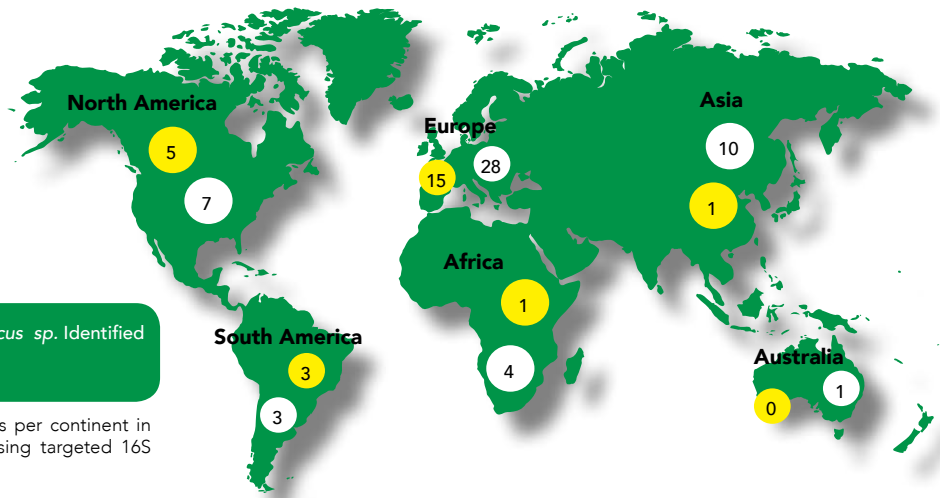 North America
Asia
Europe
5
10
28
15
7
1
Africa
1
cus sp. Identified
South America
Australia
3
4
1
0
3
s per continent in
sing targeted 16S